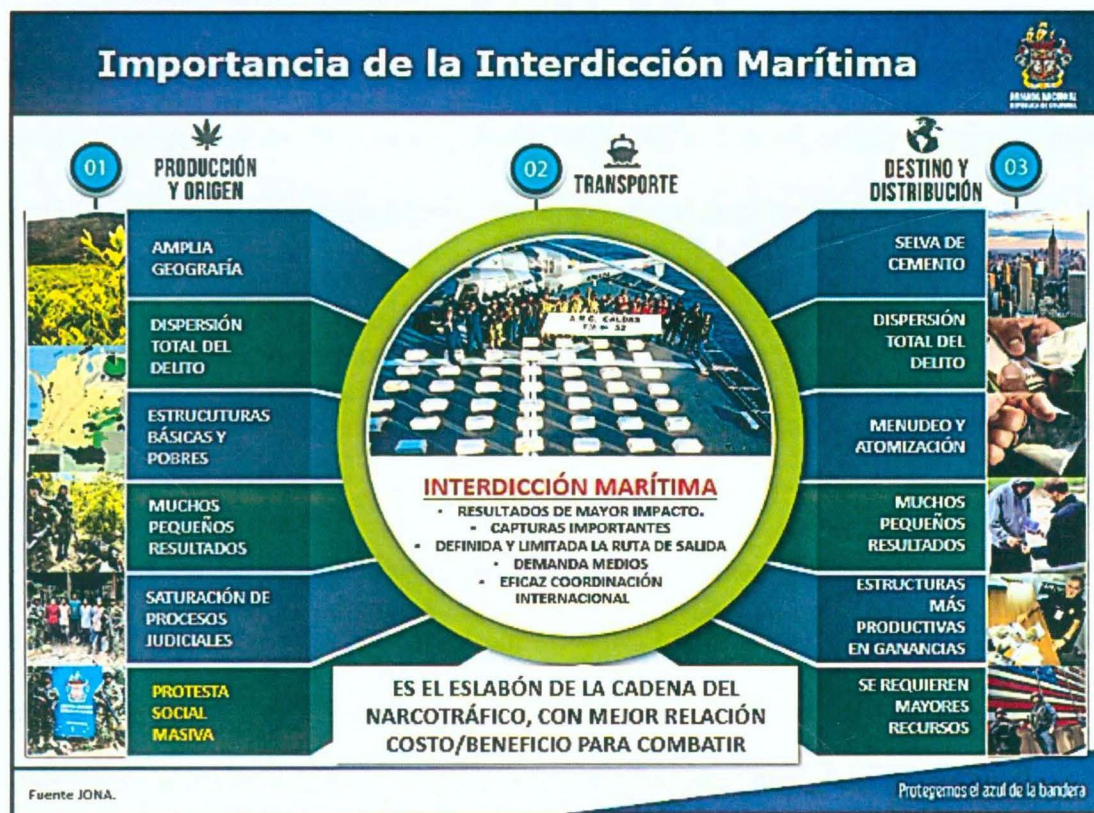 Importancia de la Interdicción Marítima
ARMADA NACIONAL
REPÚBLICA DE COLOMBIA
01
PRODUCCIÓN
Y ORIGEN
AMPLIA
GEOGRAFÍA
DISPERSIÓN
TOTAL DEL
DELITO
ESTRUCUTURAS
BÁSICAS Y
POBRES
MUCHOS
PEQUEÑOS
RESULTADOS
SATURACIÓN DE
PROCESOS
JUDICIALES
PROTESTA
SOCIAL
MASIVA
02
TRANSPORTE
A.R.C. CALDAS
INTERDICCIÓN MARÍTIMA
• RESULTADOS DE MAYOR IMPACTO.
• CAPTURAS IMPORTANTES
• DEFINIDA Y LIMITADA LA RUTA DE SALIDA
• DEMANDA MEDIOS
• EFICAZ COORDINACIÓN
INTERNACIONAL
ES EL ESLABÓN DE LA CADENA DEL
NARCOTRÁFICO, CON MEJOR RELACIÓN
COSTO/BENEFICIO PARA COMBATIR
DESTINO Y
DISTRIBUCIÓN
03
SELVA DE
CEMENTO
DISPERSIÓN
TOTAL DEL
DELITO
MENUDEO Y
ATOMIZACIÓN
MUCHOS
PEQUEÑOS
RESULTADOS
ESTRUCTURAS
MÁS
PRODUCTIVAS
EN GANANCIAS
SE REQUIEREN
MAYORES
RECURSOS
Fuente JONA.
Protegemos el azul de la bandera